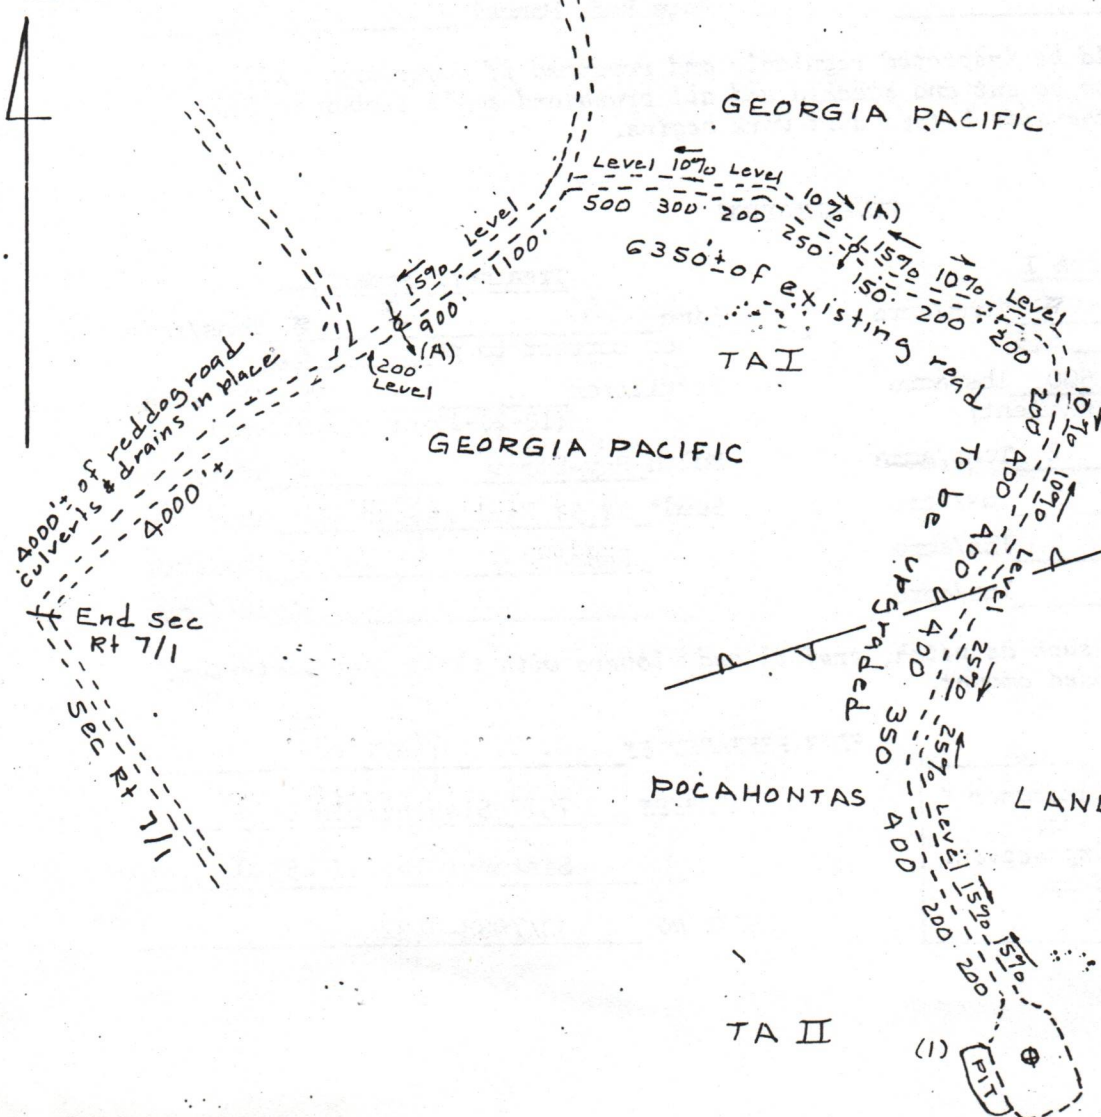 GEORGIA PACIFIC
Level 10% Level
500 300 200
10% (A)
250
15% 10% Level
150 200 200
6350'± of existing road To be upgraded
Level
1100'
15%
900'
(A)
200'
Level
TA I
GEORGIA PACIFIC
4000'± of reddog road.
culverts & drains in place
4000'±
End Sec
Rt 7/1
Sec Rt 7/1
10%
200
10%
400
Level
400
25%
400
25%
350
Level
400
15%
200
15%
200
POCAHONTAS LAND
TA II
(1)
PIT